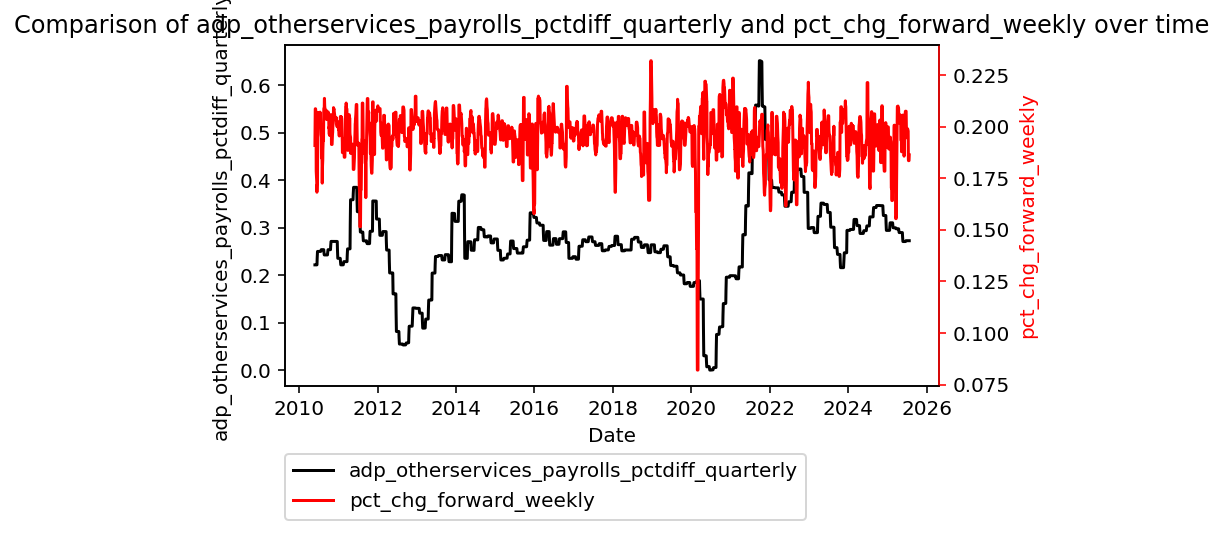 Comparison of adp_otherservices_payrolls_pctdiff_quarterly and pct_chg_forward_weekly over time
adp_otherservices_payrolls_pctdiff_quarterly
0.6
0.5
0.4
0.3
0.2
0.1
0.0
0.225
0.200
0.175
0.150
0.125
0.100
0.075
pct_chg_forward_weekly
2010 2012 2014 2016 2018 2020 2022 2024 2026
Date
adp_otherservices_payrolls_pctdiff_quarterly
pct_chg_forward_weekly